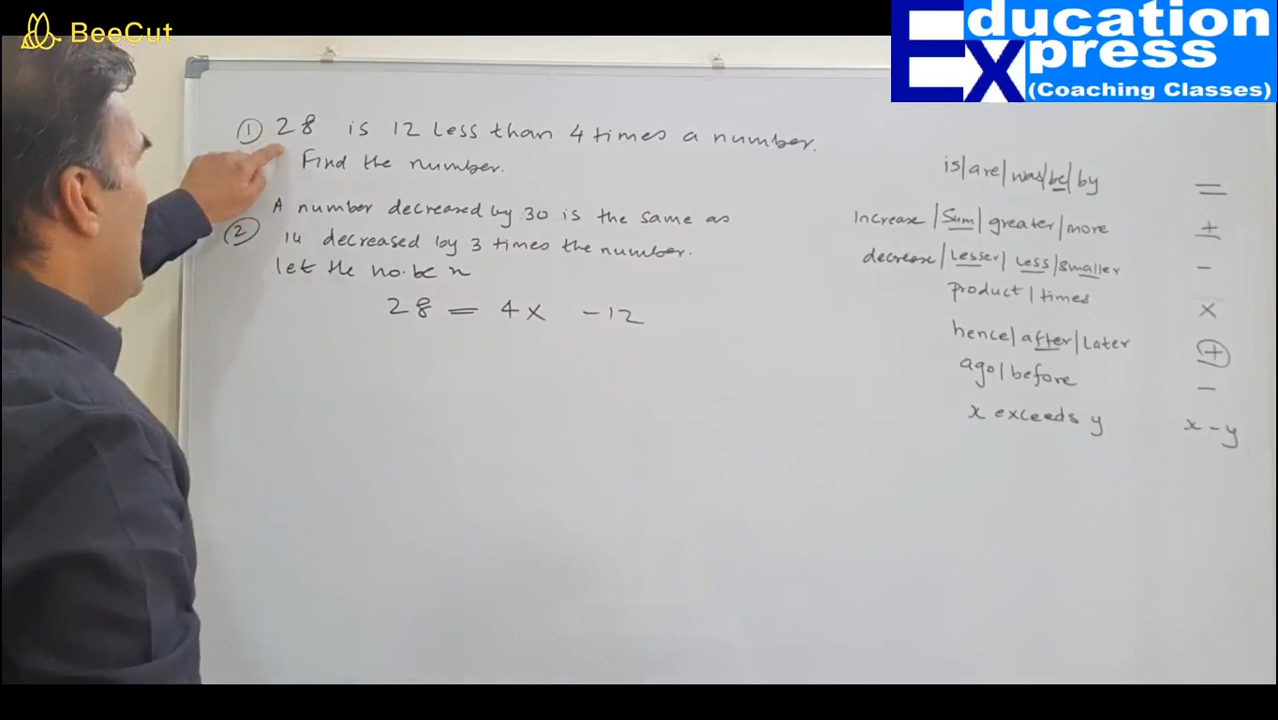 BeeCut
Education
Express
(Coaching Classes)
① 28 is 12 less than 4 times a number.
Find the number.
② A number decreased by 30 is the same as
14 decreased by 3 times the number.
let the no. be x
28 = 4x -12
is/are/was/be/by =
Increase/Sum/greater/more +
decrease/Lesser/Less/smaller -
product/times ×
hence/after/later +
ago/before -
x exceeds y x-y